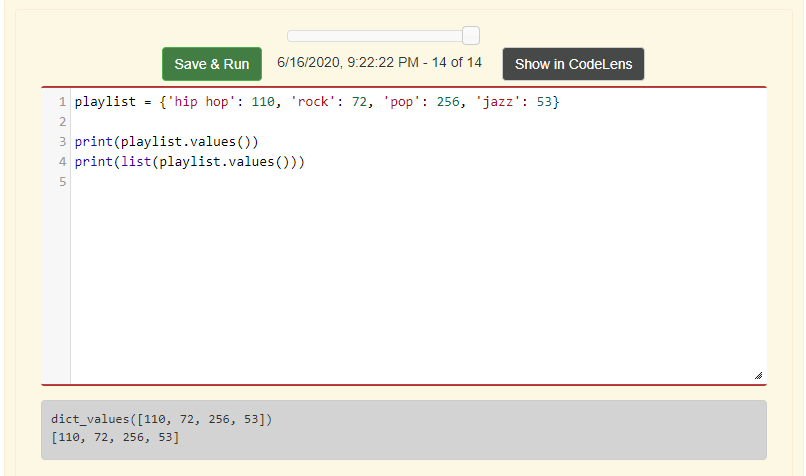 Save & Run 6/16/2020, 9:22:22 PM - 14 of 14 Show in CodeLens
1 playlist = {'hip hop': 110, 'rock': 72, 'pop': 256, 'jazz': 53}
2
3 print(playlist.values())
4 print(list(playlist.values()))
5
dict_values([110, 72, 256, 53])
[110, 72, 256, 53]